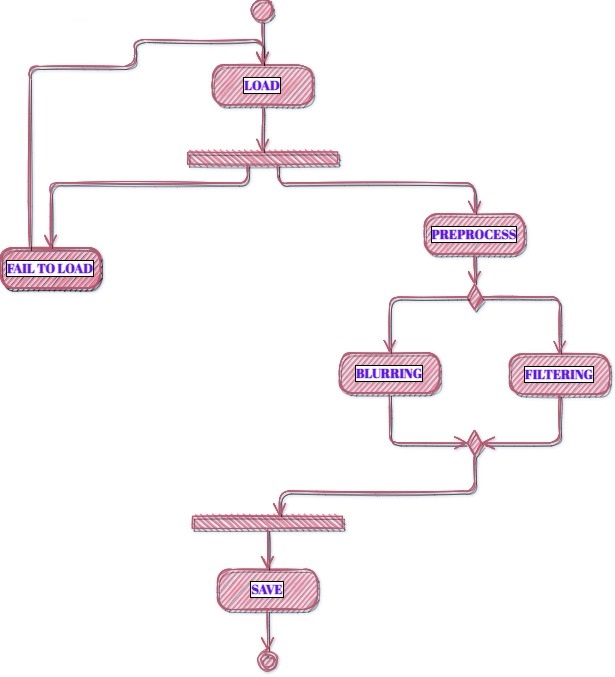 LOAD
PREPROCESS
FAIL TO LOAD
BLURRING
FILTERING
SAVE